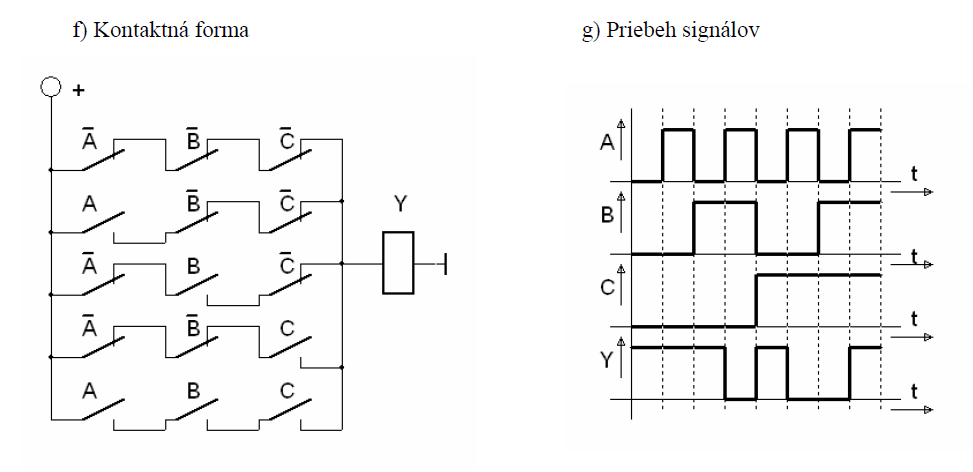 f) Kontaktná forma
g) Priebeh signálov
+
A̅ B̅ C̅
A B̅ C̅
Y
A̅ B C̅
A̅ B̅ C
A B C
A t
B t
C t
Y t